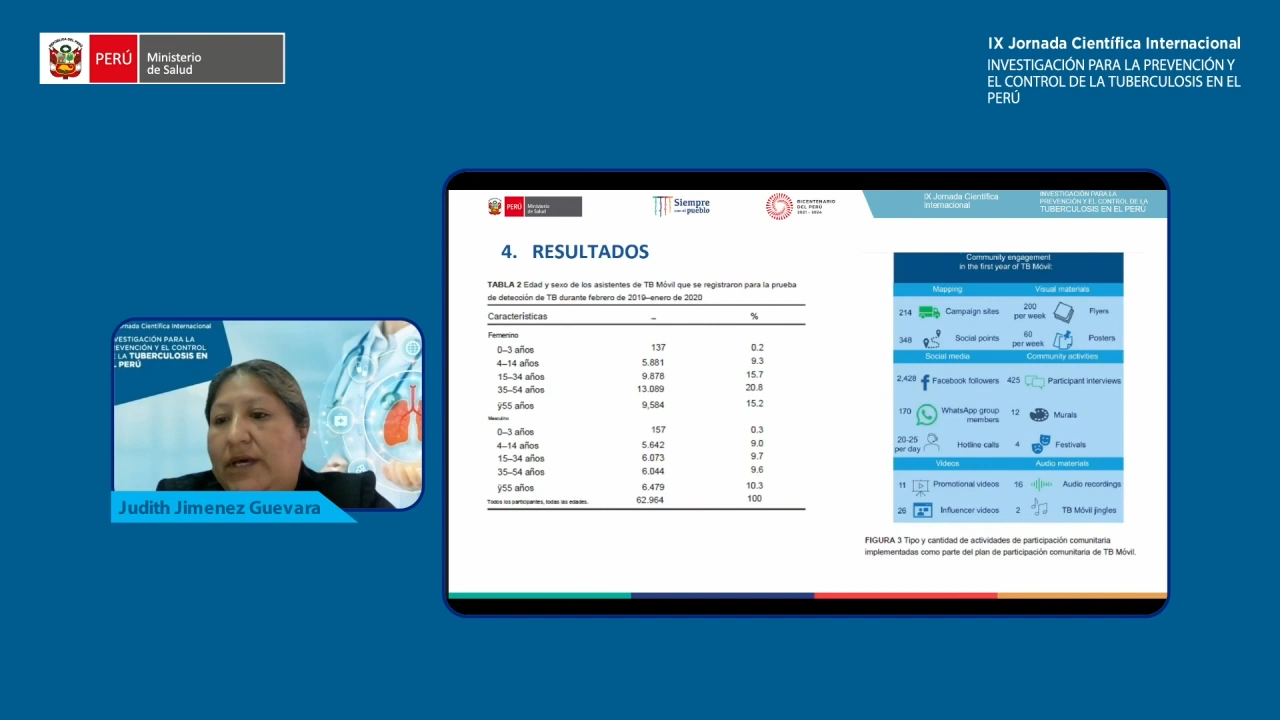 PERÚ
Ministerio
de Salud
IX Jornada Científica Internacional
INVESTIGACIÓN PARA LA PREVENCIÓN Y
EL CONTROL DE LA TUBERCULOSIS EN EL
PERÚ
PERÚ
Ministerio
de Salud
Siempre
con el pueblo
BICENTENARIO
DEL PERÚ
2021 - 2024
IX Jornada Científica
Internacional
INVESTIGACIÓN PARA LA
PREVENCIÓN Y EL CONTROL DE LA
TUBERCULOSIS EN EL PERÚ
4. RESULTADOS
TABLA 2 Edad y sexo de los asistentes de TB Móvil que se registraron para la prueba
de detección de TB durante febrero de 2019–enero de 2020
Características – %
Femenino
0–3 años 137 0.2
4–14 años 5.881 9.3
15–34 años 9.878 15.7
35–54 años 13.089 20.8
ÿ55 años 9,584 15.2
Masculino
0–3 años 157 0.3
4–14 años 5.642 9.0
15–34 años 6.073 9.7
35–54 años 6.044 9.6
ÿ55 años 6.479 10.3
Todos los participantes, todas las edades. 62.964 100
Community engagement
in the first year of TB Móvil:
Mapping Visual materials
214 Campaign sites 200 per week Flyers
348 Social points 60 per week Posters
Social media Community activities
2,428 Facebook followers 425 Participant interviews
170 WhatsApp group members 12 Murals
20-25 per day Hotline calls 4 Festivals
Videos Audio materials
11 Promotional videos 16 Audio recordings
26 Influencer videos 2 TB Móvil jingles
FIGURA 3 Tipo y cantidad de actividades de participación comunitaria
implementadas como parte del plan de participación comunitaria de TB Móvil.
rnada Científica Internacional
VESTIGACIÓN PARA LA
EVENCIÓN Y EL CONTROL
LA TUBERCULOSIS EN
PERÚ
Judith Jimenez Guevara